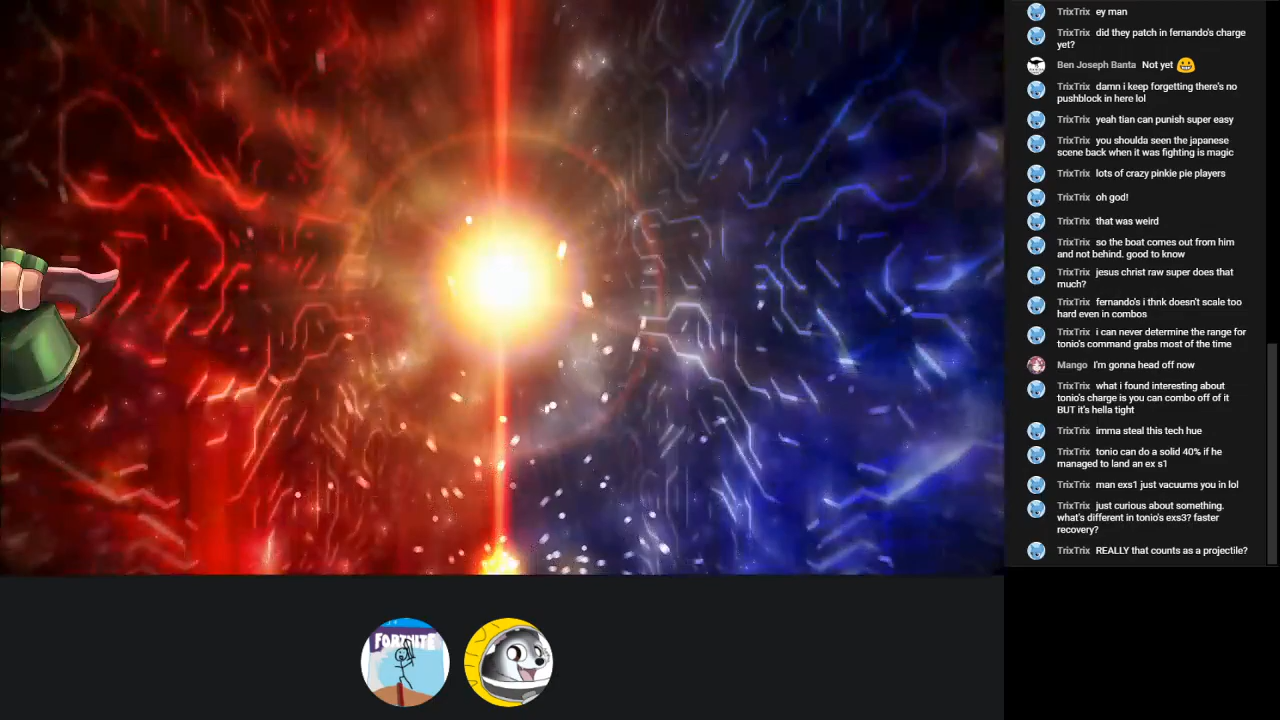 TrixTrix ey man
TrixTrix did they patch in fernando's charge
yet?
Ben Joseph Banta Not yet 😀
TrixTrix damn i keep forgetting there's no
pushblock in here lol
TrixTrix yeah tian can punish super easy
TrixTrix you shoulda seen the japanese
scene back when it was fighting is magic
TrixTrix lots of crazy pinkie pie players
TrixTrix oh god!
TrixTrix that was weird
TrixTrix so the boat comes out from him
and not behind. good to know
TrixTrix jesus christ raw super does that
much?
TrixTrix fernando's i thnk doesn't scale too
hard even in combos
TrixTrix i can never determine the range for
tonio's command grabs most of the time
Mango I'm gonna head off now
TrixTrix what i found interesting about
tonio's charge is you can combo off of it
BUT it's hella tight
TrixTrix imma steal this tech hue
TrixTrix tonio can do a solid 40% if he
managed to land an ex s1
TrixTrix man exs1 just vacuums you in lol
TrixTrix just curious about something.
what's different in tonio's exs3? faster
recovery?
TrixTrix REALLY that counts as a projectile?
FORTNITE